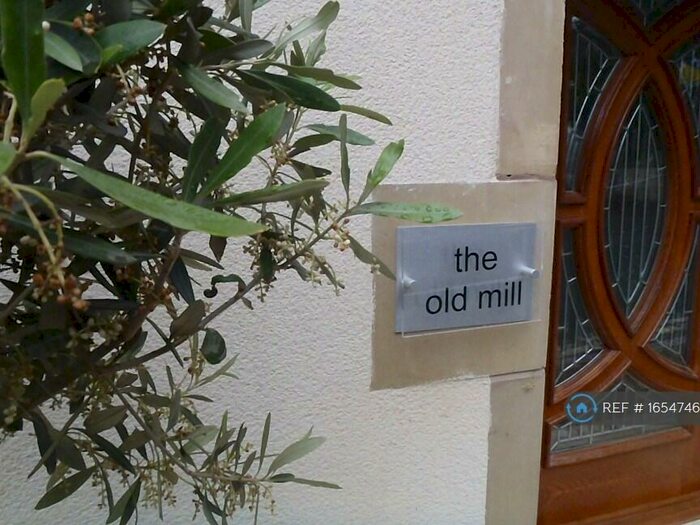 the
old mill
REF # 1654746